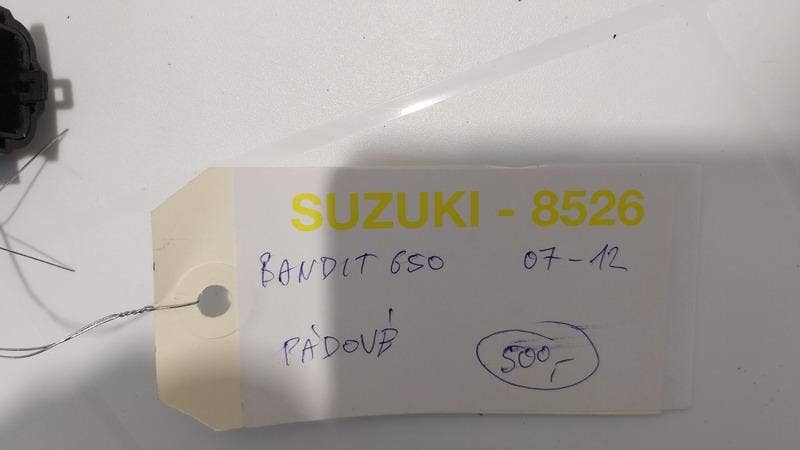 SUZUKI - 8526
BANDIT 650 07-12
PÁDOVÉ
500,-